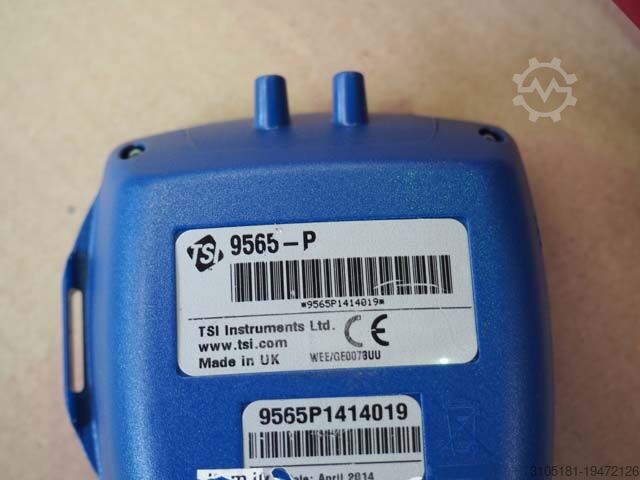 TSI 9565-P
*9565P1414019*
TSI Instruments Ltd. CE
www.tsi.com
Made in UK WEE/GE0073UU
9565P1414019
April 2014
3105181-19472126